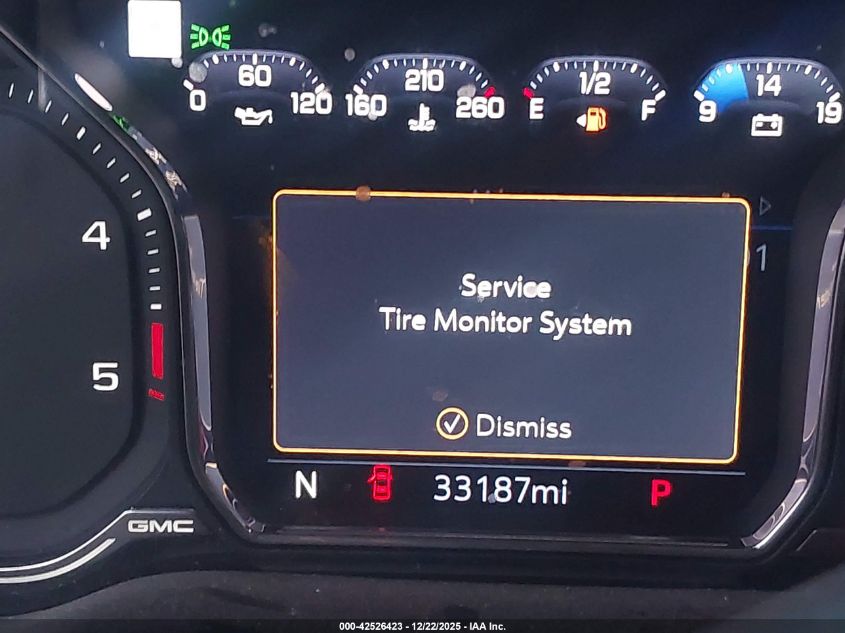 60
210
1/2
14
0
120
160
260
E
F
9
19
4
Service
1
Tire Monitor System
5
Dismiss
N
33187mi
P
GMC
000-42526423 - 12/22/2025 - IAA Inc.